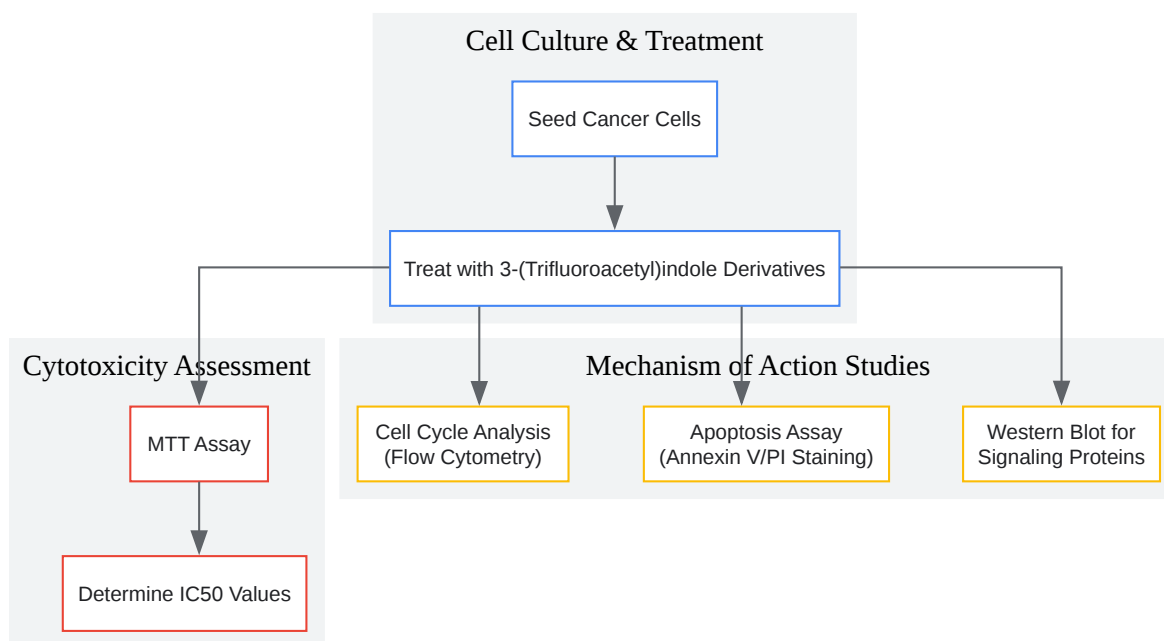 Cell Culture & Treatment
Seed Cancer Cells
Treat with 3-(Trifluoroacetyl)indole Derivatives
Cytotoxicity Assessment
MTT Assay
Determine IC50 Values
Mechanism of Action Studies
Cell Cycle Analysis
(Flow Cytometry)
Apoptosis Assay
(Annexin V/PI Staining)
Western Blot for
Signaling Proteins